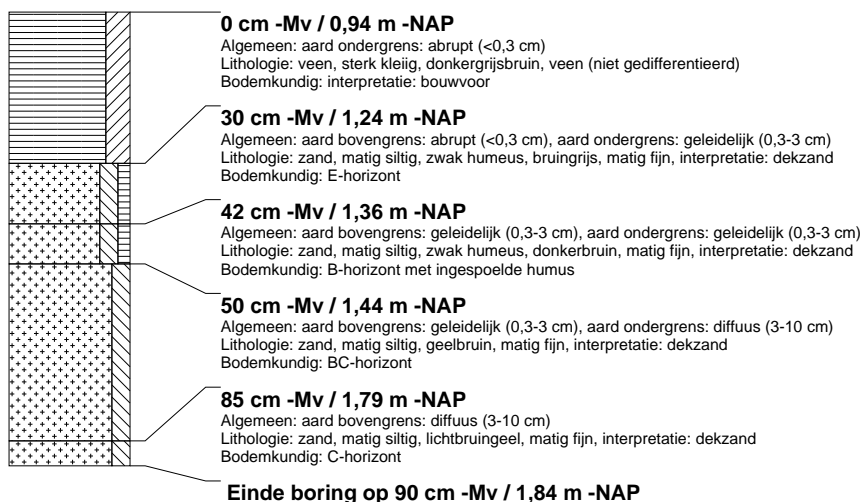 0 cm -Mv / 0,94 m -NAP
Algemeen: aard ondergrens: abrupt (<0,3 cm)
Lithologie: veen, sterk kleiig, donkergrijsbruin, veen (niet gedifferentieerd)
Bodemkundig: interpretatie: bouwvoor
30 cm -Mv / 1,24 m -NAP
Algemeen: aard bovengrens: abrupt (<0,3 cm), aard ondergrens: geleidelijk (0,3-3 cm)
Lithologie: zand, matig siltig, zwak humeus, bruingrijs, matig fijn, interpretatie: dekzand
Bodemkundig: E-horizont
42 cm -Mv / 1,36 m -NAP
Algemeen: aard bovengrens: geleidelijk (0,3-3 cm), aard ondergrens: geleidelijk (0,3-3 cm)
Lithologie: zand, matig siltig, zwak humeus, donkerbruin, matig fijn, interpretatie: dekzand
Bodemkundig: B-horizont met ingespoelde humus
50 cm -Mv / 1,44 m -NAP
Algemeen: aard bovengrens: geleidelijk (0,3-3 cm), aard ondergrens: diffuus (3-10 cm)
Lithologie: zand, matig siltig, geelbruin, matig fijn, interpretatie: dekzand
Bodemkundig: BC-horizont
85 cm -Mv / 1,79 m -NAP
Algemeen: aard bovengrens: diffuus (3-10 cm)
Lithologie: zand, matig siltig, lichtbruingeel, matig fijn, interpretatie: dekzand
Bodemkundig: C-horizont
Einde boring op 90 cm -Mv / 1,84 m -NAP